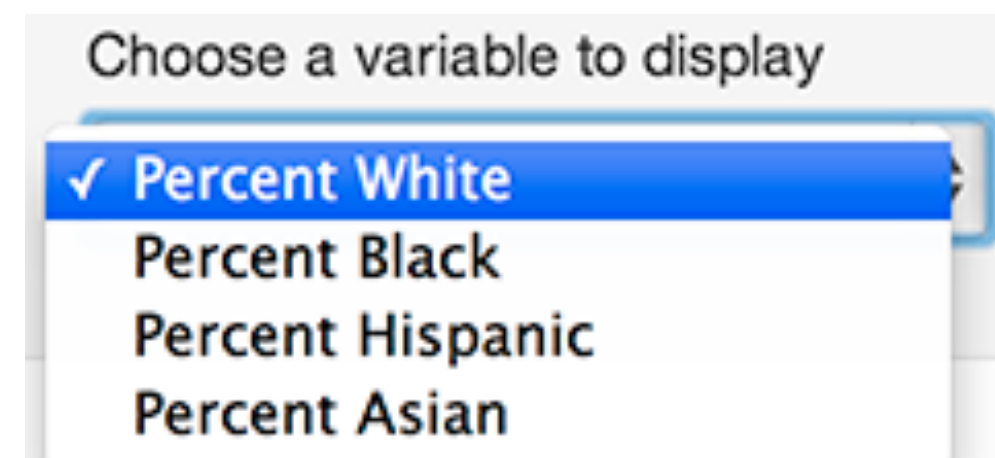 Choose a variable to display
✓ Percent White
Percent Black
Percent Hispanic
Percent Asian